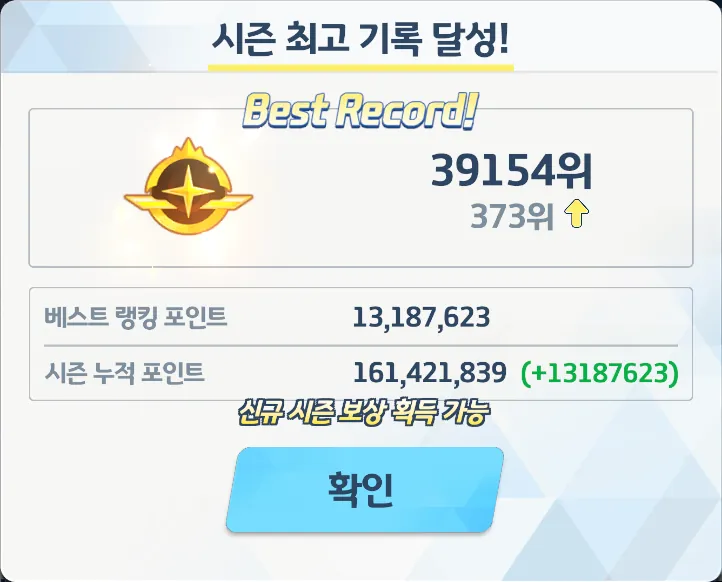 시즌 최고 기록 달성!
Best Record!
39154위
373위
베스트 랭킹 포인트 13,187,623
시즌 누적 포인트 161,421,839 (+13187623)
신규 시즌 보상 획득 가능
확인